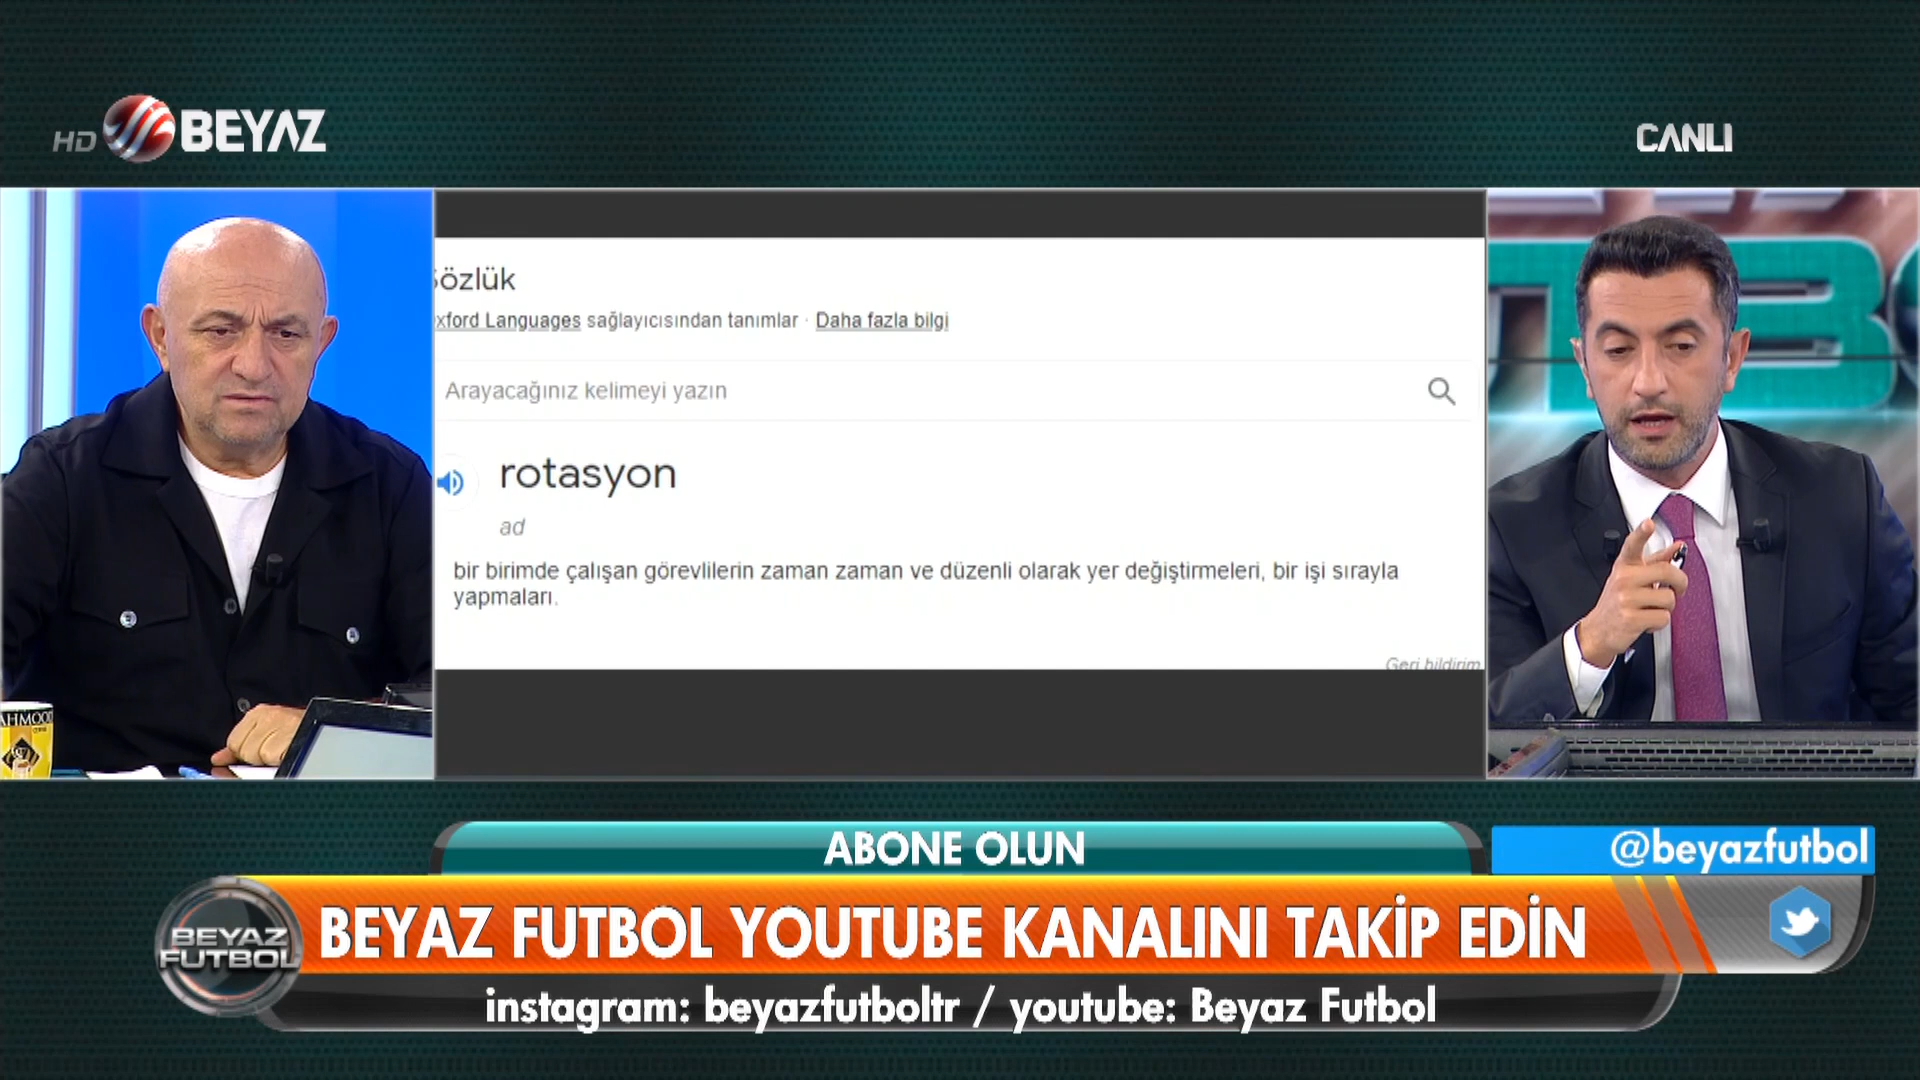 HD BEYAZ
CANLI
Sözlük
xford Languages sağlayıcısından tanımlar · Daha fazla bilgi
Arayacağınız kelimeyi yazın
rotasyon
ad
bir birimde çalışan görevlilerin zaman zaman ve düzenli olarak yer değiştirmeleri, bir işi sırayla
yapmaları.
Geri bildirim
AHMOOD
ABONE OLUN
@beyazfutbol
BEYAZ
FUTBOL
BEYAZ FUTBOL YOUTUBE KANALINI TAKİP EDİN
instagram: beyazfutboltr / youtube: Beyaz Futbol